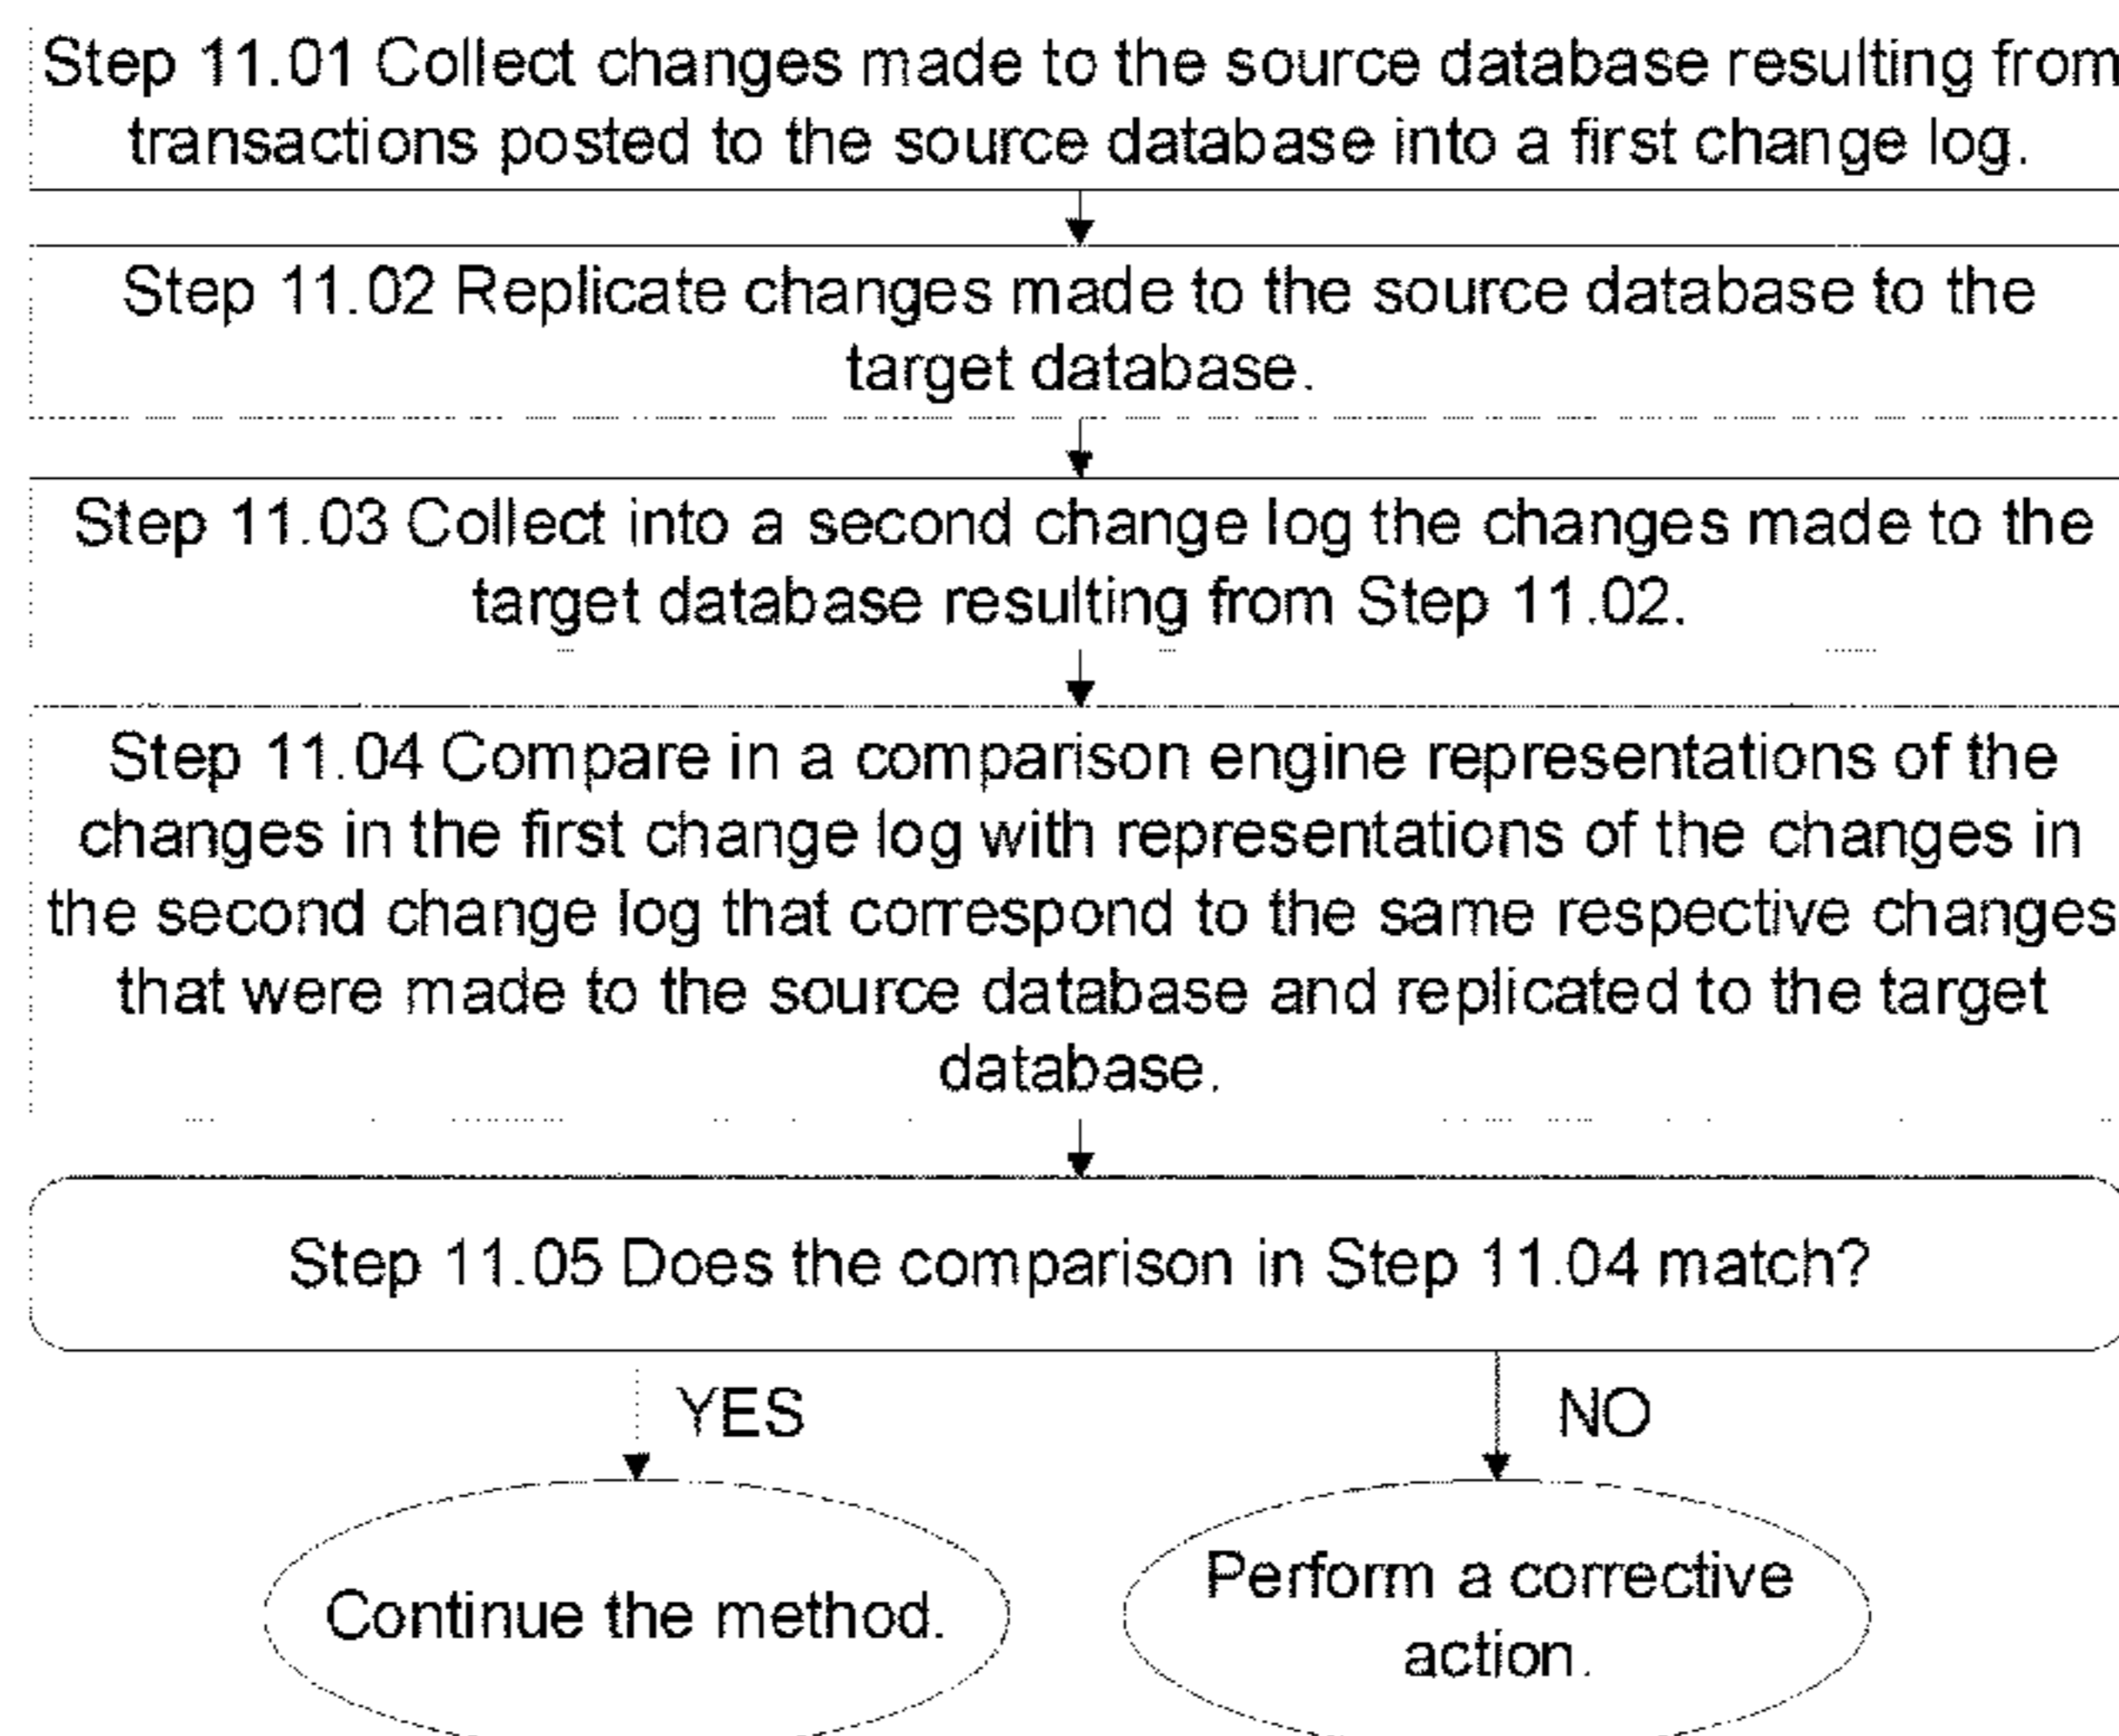 Step 11.01 Collect changes made to the source database resulting from
transactions posted to the source database into a first change log.
Step 11.02 Replicate changes made to the source database to the
target database.
Step 11.03 Collect into a second change log the changes made to the
target database resulting from Step 11.02.
Step 11.04 Compare in a comparison engine representations of the
changes in the first change log with representations of the changes in
the second change log that correspond to the same respective changes
that were made to the source database and replicated to the target
database.
Step 11.05 Does the comparison in Step 11.04 match?
YES
NO
Continue the method.
Perform a corrective
action.